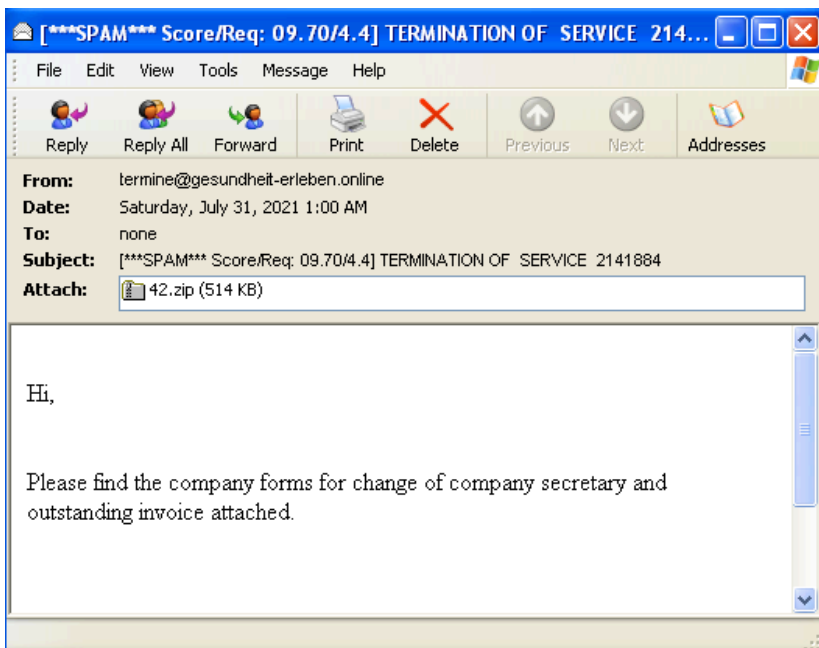 [***SPAM*** Score/Req: 09.70/4.4] TERMINATION OF  SERVICE  214...
File Edit View Tools Message Help
Reply Reply All Forward Print Delete Previous Next Addresses
From: termine@gesundheit-erleben.online
Date: Saturday, July 31, 2021 1:00 AM
To: none
Subject: [***SPAM*** Score/Req: 09.70/4.4] TERMINATION OF  SERVICE  2141884
Attach: 42.zip (514 KB)
Hi,
Please find the company forms for change of company secretary and
outstanding invoice attached.